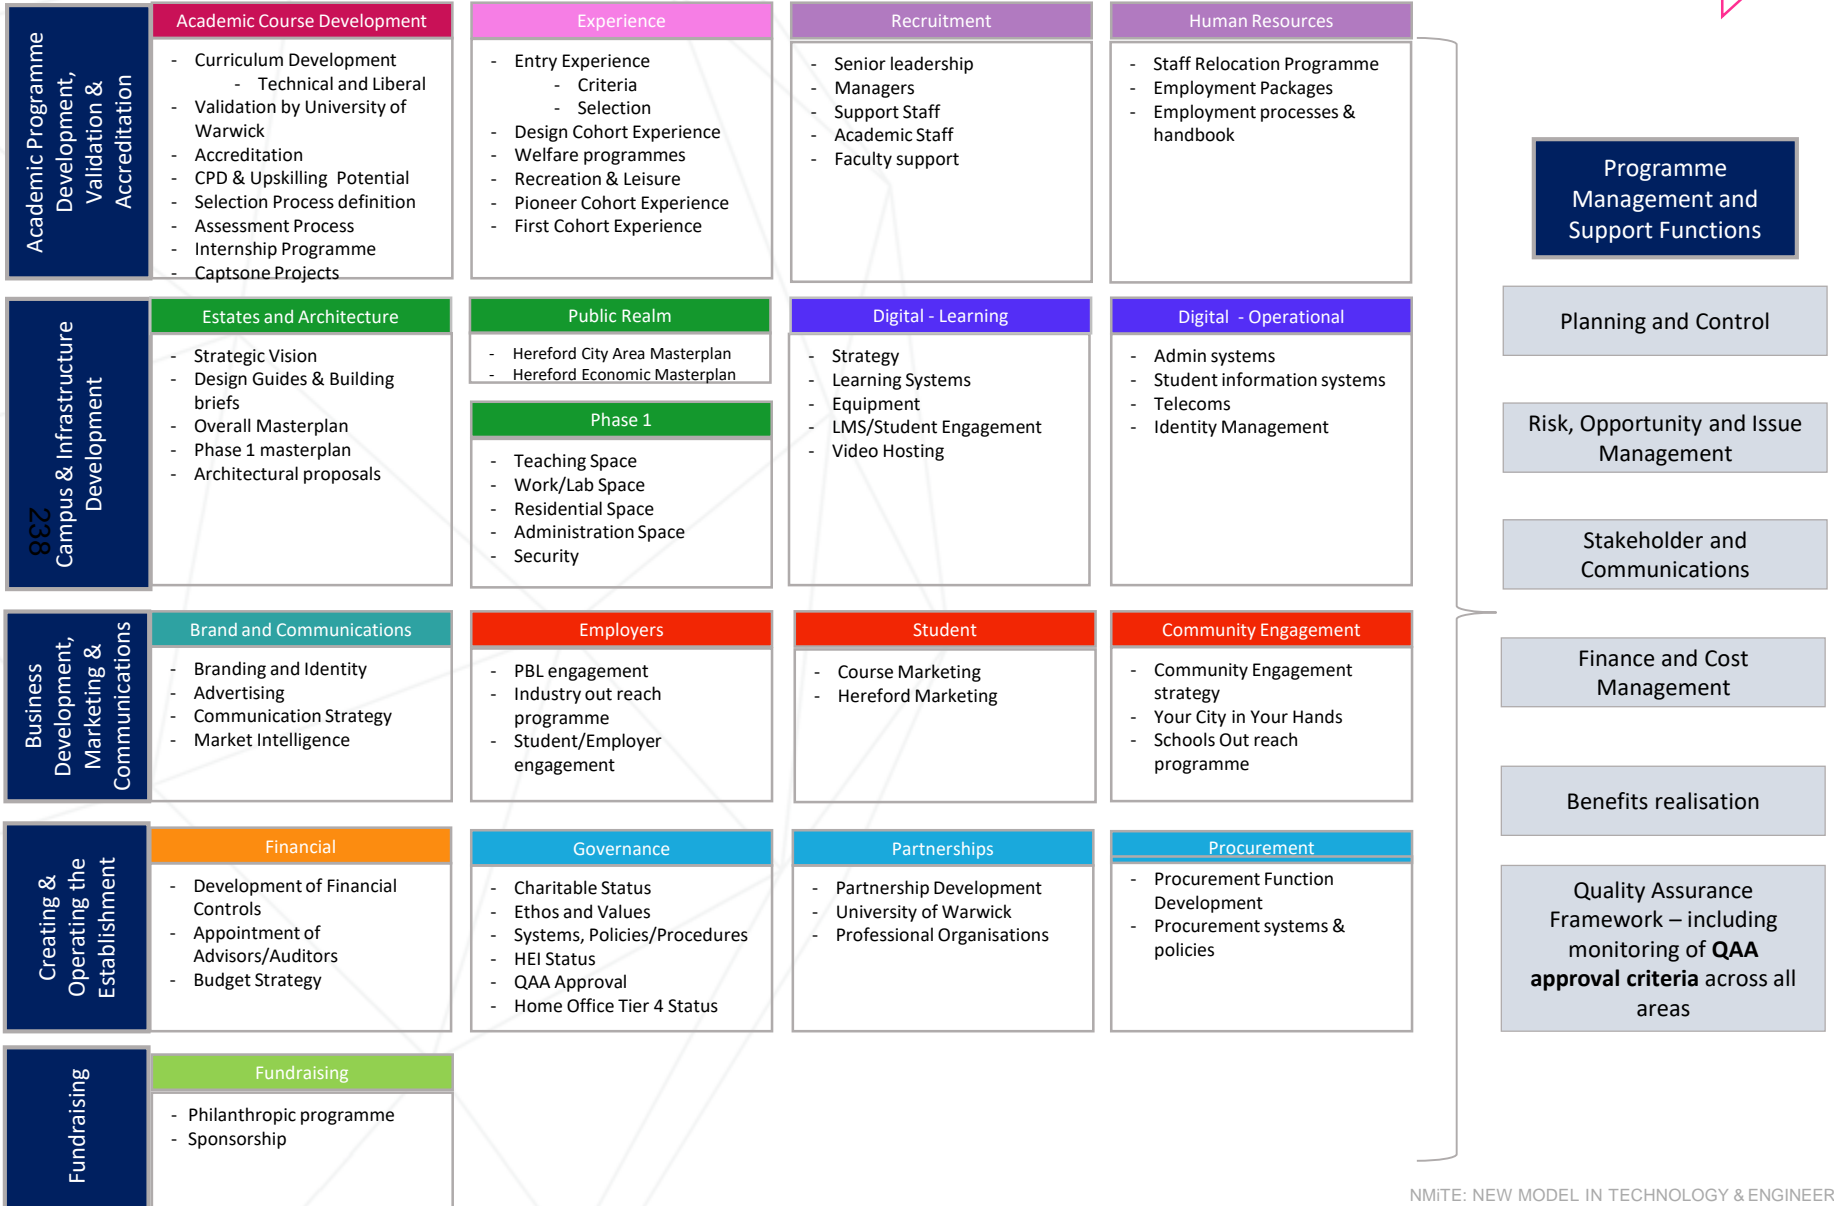 Academic Programme
Development,
Validation &
Accreditation
Academic Course Development
- Curriculum Development
- Technical and Liberal
- Validation by University of
Warwick
- Accreditation
- CPD & Upskilling Potential
- Selection Process definition
- Assessment Process
- Internship Programme
- Captsone Projects
Experience
- Entry Experience
- Criteria
- Selection
- Design Cohort Experience
- Welfare programmes
- Recreation & Leisure
- Pioneer Cohort Experience
- First Cohort Experience
Recruitment
- Senior leadership
- Managers
- Support Staff
- Academic Staff
- Faculty support
Human Resources
- Staff Relocation Programme
- Employment Packages
- Employment processes &
handbook
Campus & Infrastructure
Development
238
Estates and Architecture
- Strategic Vision
- Design Guides & Building
briefs
- Overall Masterplan
- Phase 1 masterplan
- Architectural proposals
Public Realm
- Hereford City Area Masterplan
- Hereford Economic Masterplan
Phase 1
- Teaching Space
- Work/Lab Space
- Residential Space
- Administration Space
- Security
Digital - Learning
- Strategy
- Learning Systems
- Equipment
- LMS/Student Engagement
- Video Hosting
Digital - Operational
- Admin systems
- Student information systems
- Telecoms
- Identity Management
Business
Development,
Marketing &
Communications
Brand and Communications
- Branding and Identity
- Advertising
- Communication Strategy
- Market Intelligence
Employers
- PBL engagement
- Industry out reach
programme
- Student/Employer
engagement
Student
- Course Marketing
- Hereford Marketing
Community Engagement
- Community Engagement
strategy
- Your City in Your Hands
- Schools Out reach
programme
Creating &
Operating the
Establishment
Financial
- Development of Financial
Controls
- Appointment of
Advisors/Auditors
- Budget Strategy
Governance
- Charitable Status
- Ethos and Values
- Systems, Policies/Procedures
- HEI Status
- QAA Approval
- Home Office Tier 4 Status
Partnerships
- Partnership Development
- University of Warwick
- Professional Organisations
Procurement
- Procurement Function
Development
- Procurement systems &
policies
Fundraising
Fundraising
- Philanthropic programme
- Sponsorship
Programme
Management and
Support Functions
Planning and Control
Risk, Opportunity and Issue
Management
Stakeholder and
Communications
Finance and Cost
Management
Benefits realisation
Quality Assurance
Framework – including
monitoring of QAA
approval criteria across all
areas
NMiTE: NEW MODEL IN TECHNOLOGY & ENGINEER